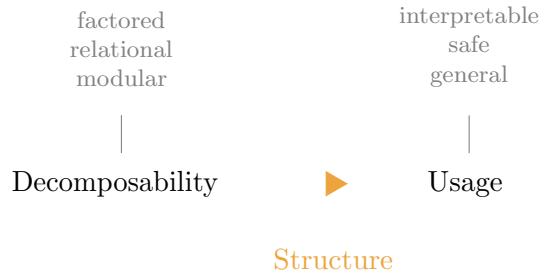 factored
relational
modular
interpretable
safe
general
Decomposability
Usage
Structure